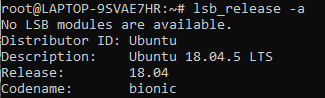 root@LAPTOP-9SVAE7HR:~# lsb_release -a
No LSB modules are available.
Distributor ID: Ubuntu
Description:    Ubuntu 18.04.5 LTS
Release:        18.04
Codename:       bionic